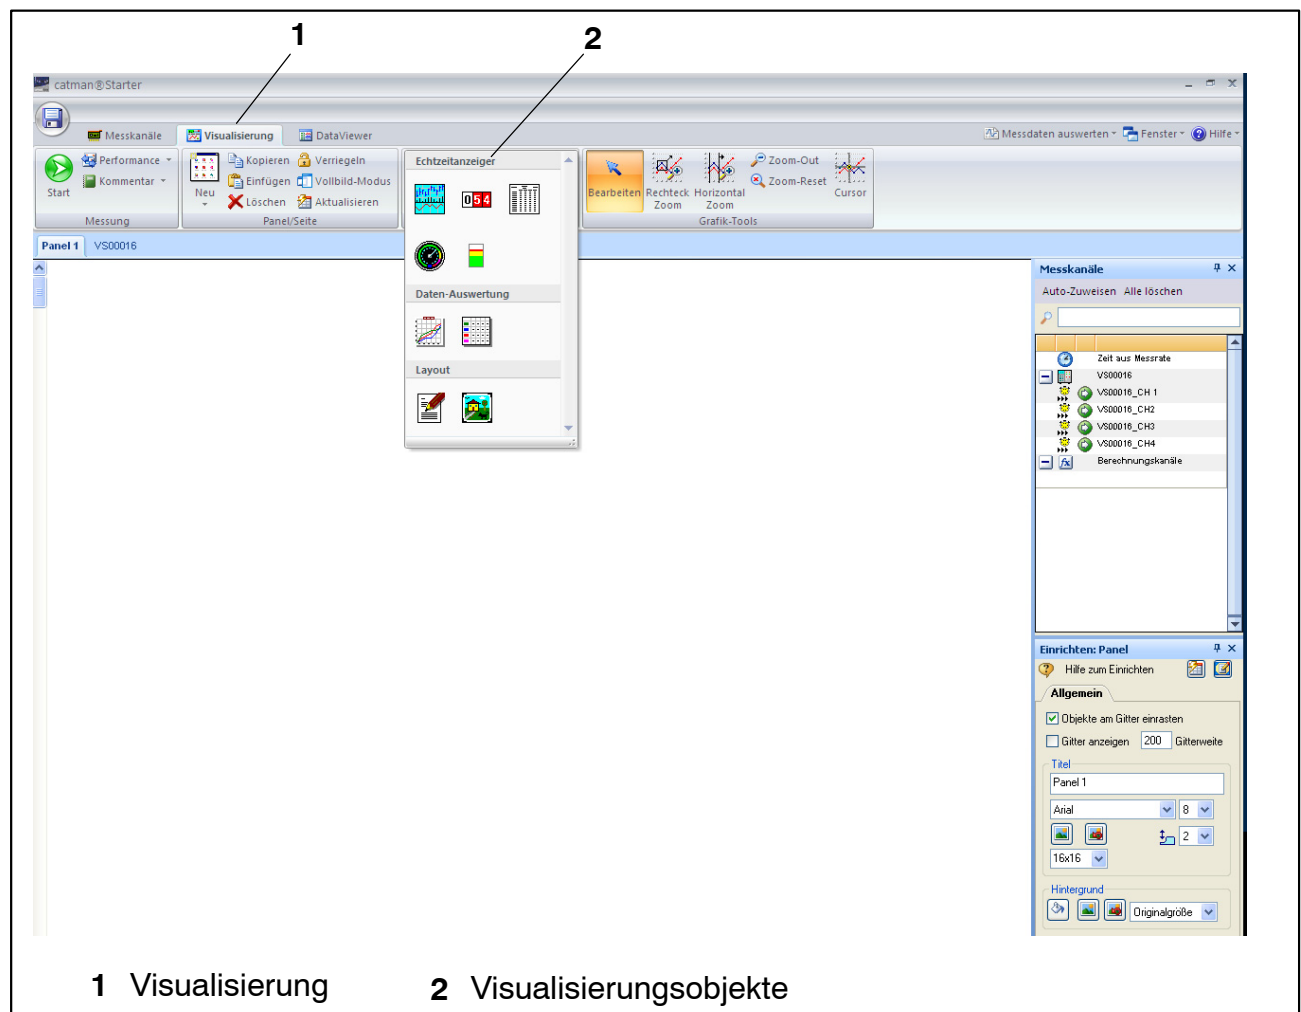 1 2
catman®Starter
Messkanäle Visualisierung DataViewer Messdaten auswerten Fenster Hilfe
Start
Performance
Kommentar
Messung
Neu
Kopieren Verriegeln
Einfügen Vollbild-Modus
Löschen Aktualisieren
Panel/Seite
Echtzeitanzeiger
054
Daten-Auswertung
Layout
Bearbeiten
Rechteck Zoom
Horizontal Zoom
Zoom-Out
Zoom-Reset
Cursor
Grafik-Tools
Panel 1 VS00016
Messkanäle
Auto-Zuweisen Alle löschen
Zeit aus Messrate
VS00016
VS00016_CH 1
VS00016_CH2
VS00016_CH3
VS00016_CH4
fx Berechnungskanäle
Einrichten: Panel
Hilfe zum Einrichten
Allgemein
Objekte am Gitter einrasten
Gitter anzeigen 200 Gitterweite
Titel
Panel 1
Arial 8
2
16x16
Hintergrund
Originalgröße
1 Visualisierung 2 Visualisierungsobjekte